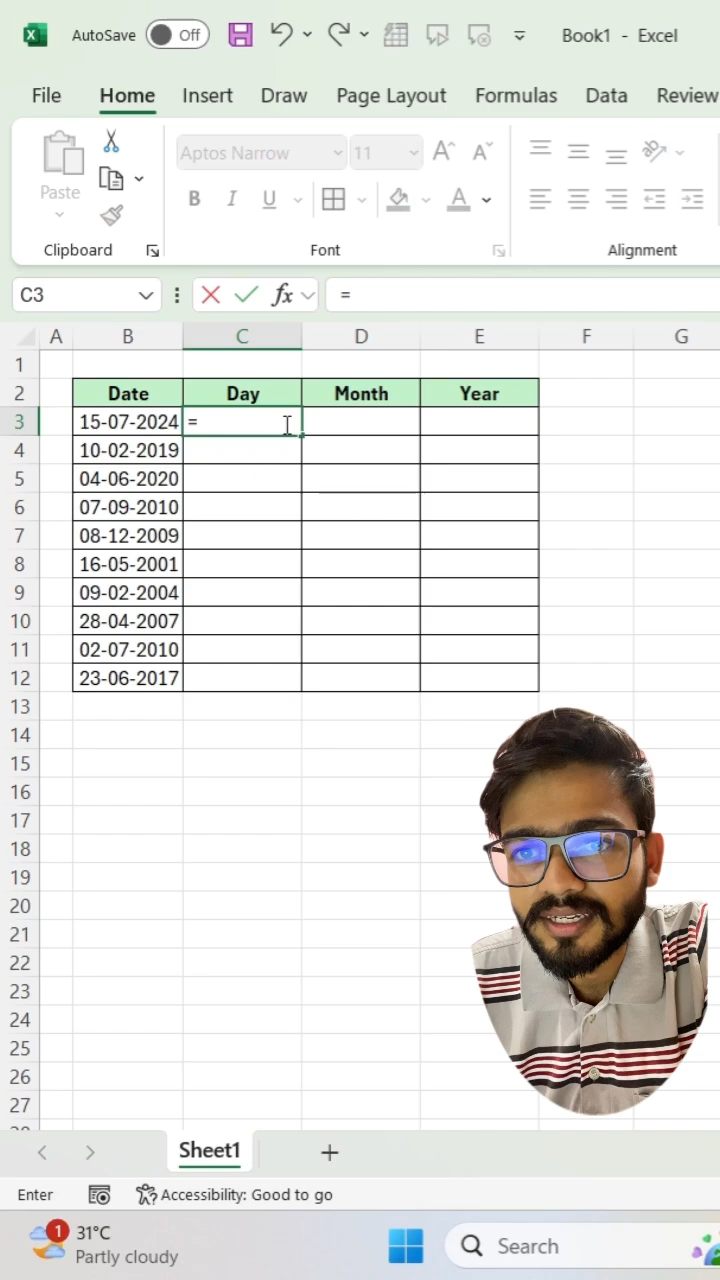 AutoSave Off Book1 - Excel
File Home Insert Draw Page Layout Formulas Data Review
Paste Aptos Narrow 11 A^ Aˇ
B I U A
Clipboard Font Alignment
C3 fx =
A B C D E F G
1
2 Date Day Month Year
3 15-07-2024 =
4 10-02-2019
5 04-06-2020
6 07-09-2010
7 08-12-2009
8 16-05-2001
9 09-02-2004
10 28-04-2007
11 02-07-2010
12 23-06-2017
13
14
15
16
17
18
19
20
21
22
23
24
25
26
27
Sheet1 +
Enter Accessibility: Good to go
1 31°C
Partly cloudy
Search